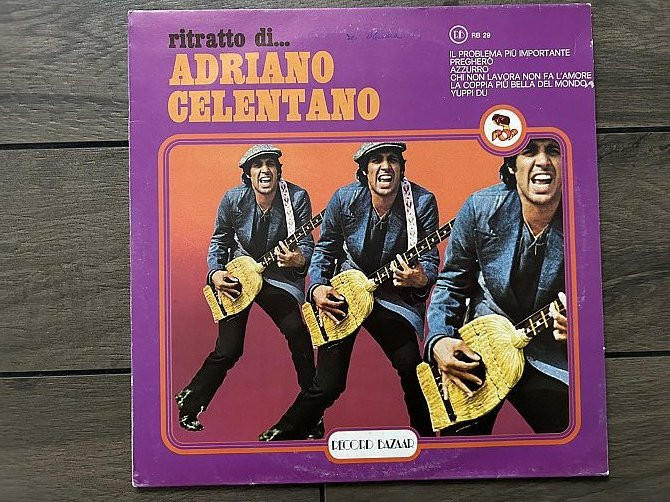 ritratto di...
ADRIANO
CELENTANO
RB
RB 29
IL PROBLEMA PIÙ IMPORTANTE
PREGHERÒ
AZZURRO
CHI NON LAVORA NON FA L'AMORE
LA COPPIA PIÙ BELLA DEL MONDO
YUPPI DU
POP
RECORD BAZAAR